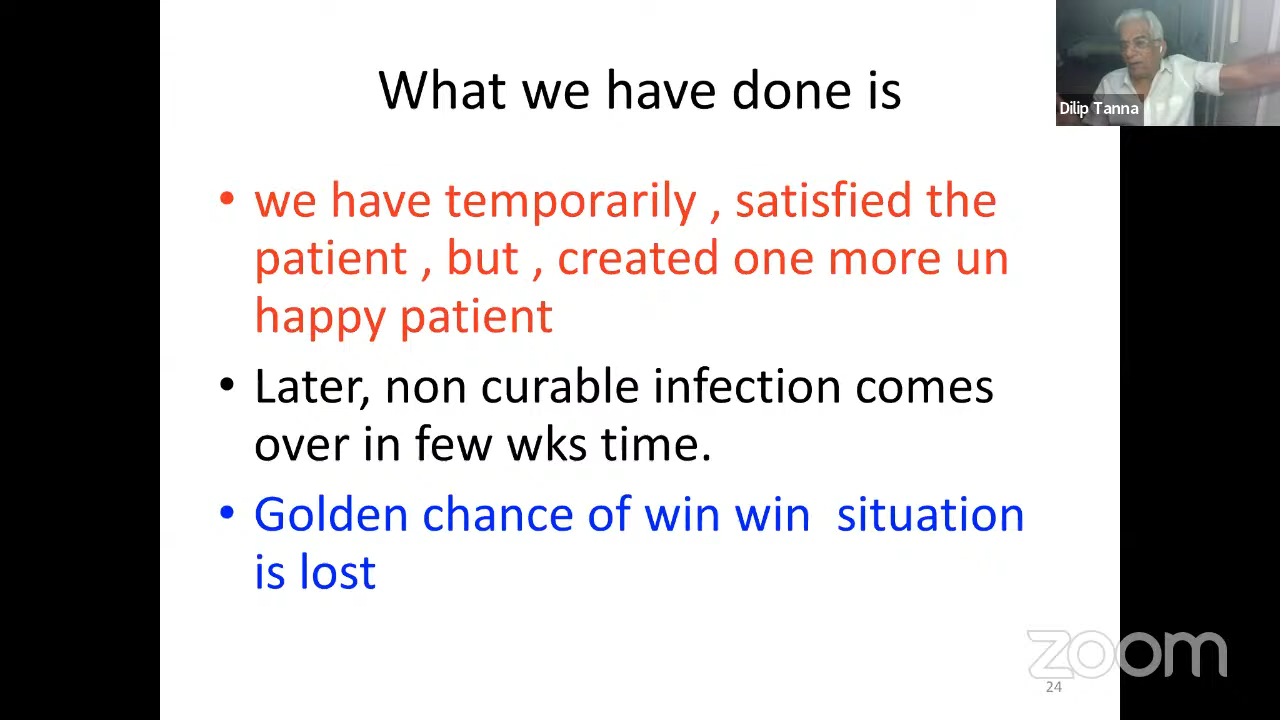 What we have done is
Dilip Tanna
• we have temporarily , satisfied the
patient , but , created one more un
happy patient
• Later, non curable infection comes
over in few wks time.
• Golden chance of win win  situation
is lost
zoom
24